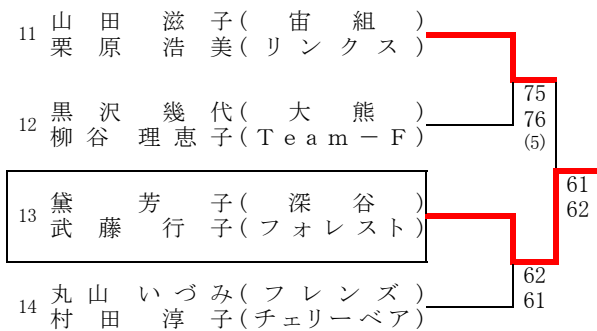 11 山田 滋子(宙組)
栗原 浩美(リンクス)
75
76
(5)
12 黒沢 幾代(大熊)
柳谷 理恵子(Team-F)
61
62
13 黛 芳子(深谷)
武藤 行子(フォレスト)
62
61
14 丸山 いづみ(フレンズ)
村田 淳子(チェリーベア)